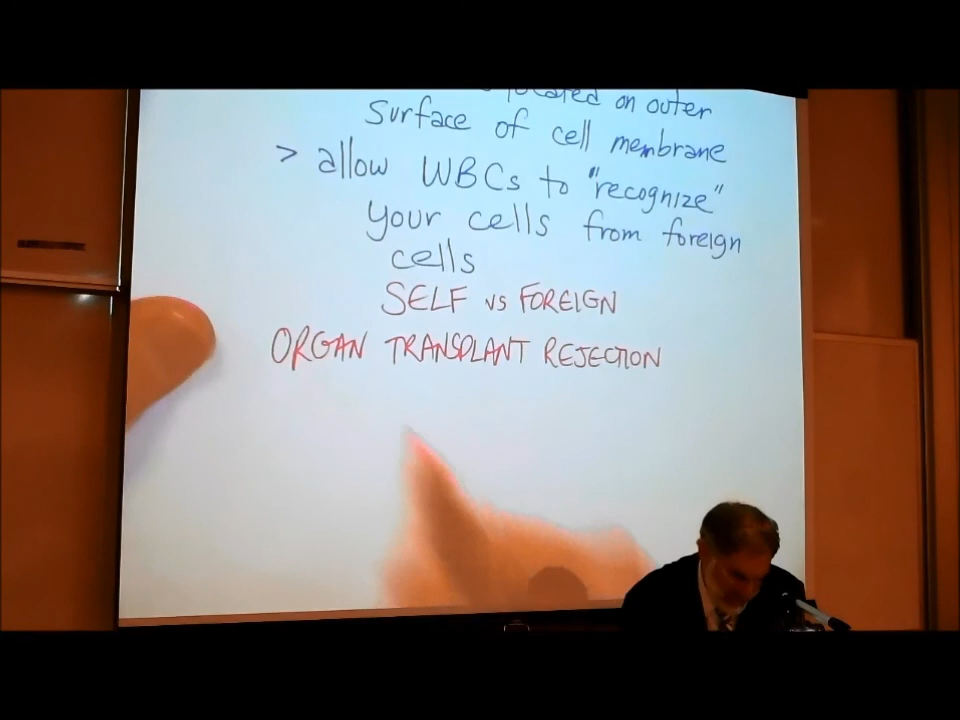 located on outer
surface of cell membrane
> allow WBCs to "recognize"
your cells from foreign
cells
SELF vs FOREIGN
ORGAN TRANSPLANT REJECTION